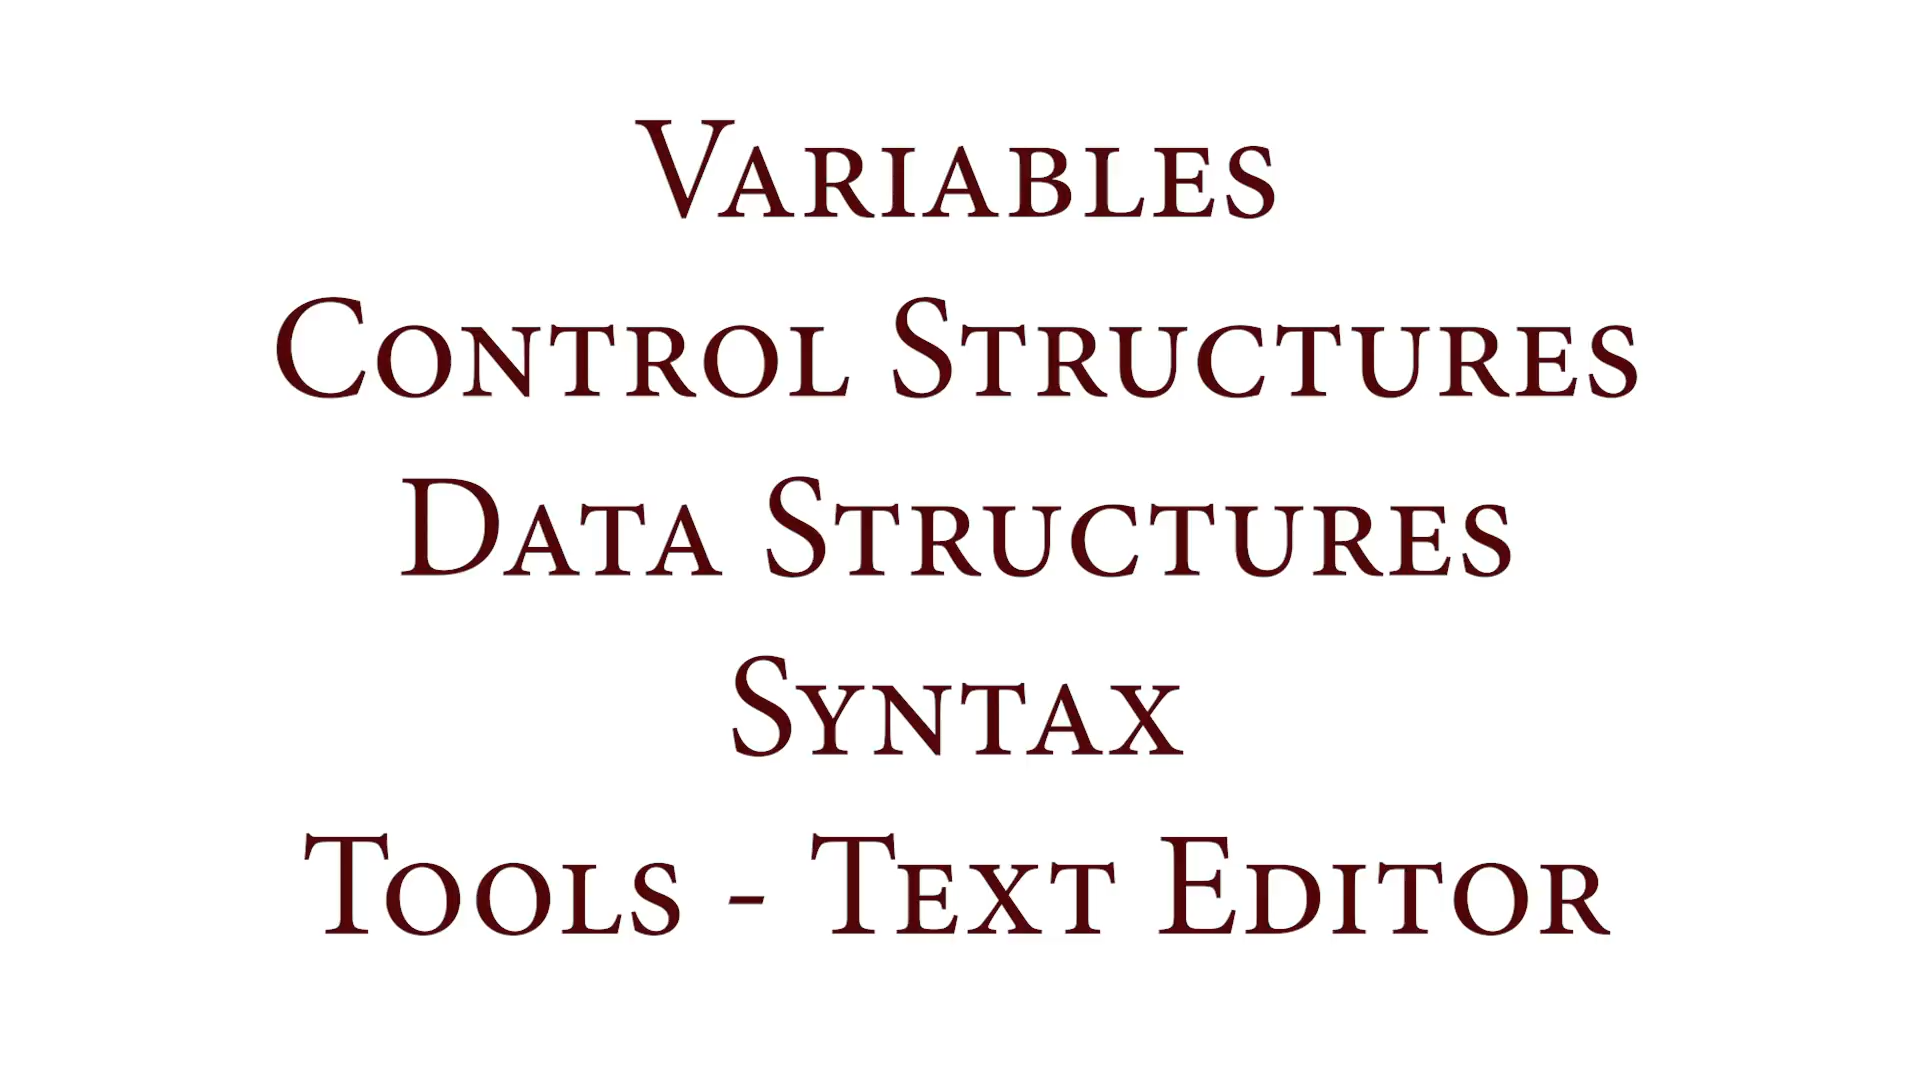 Variables
Control Structures
Data Structures
Syntax
Tools - Text Editor